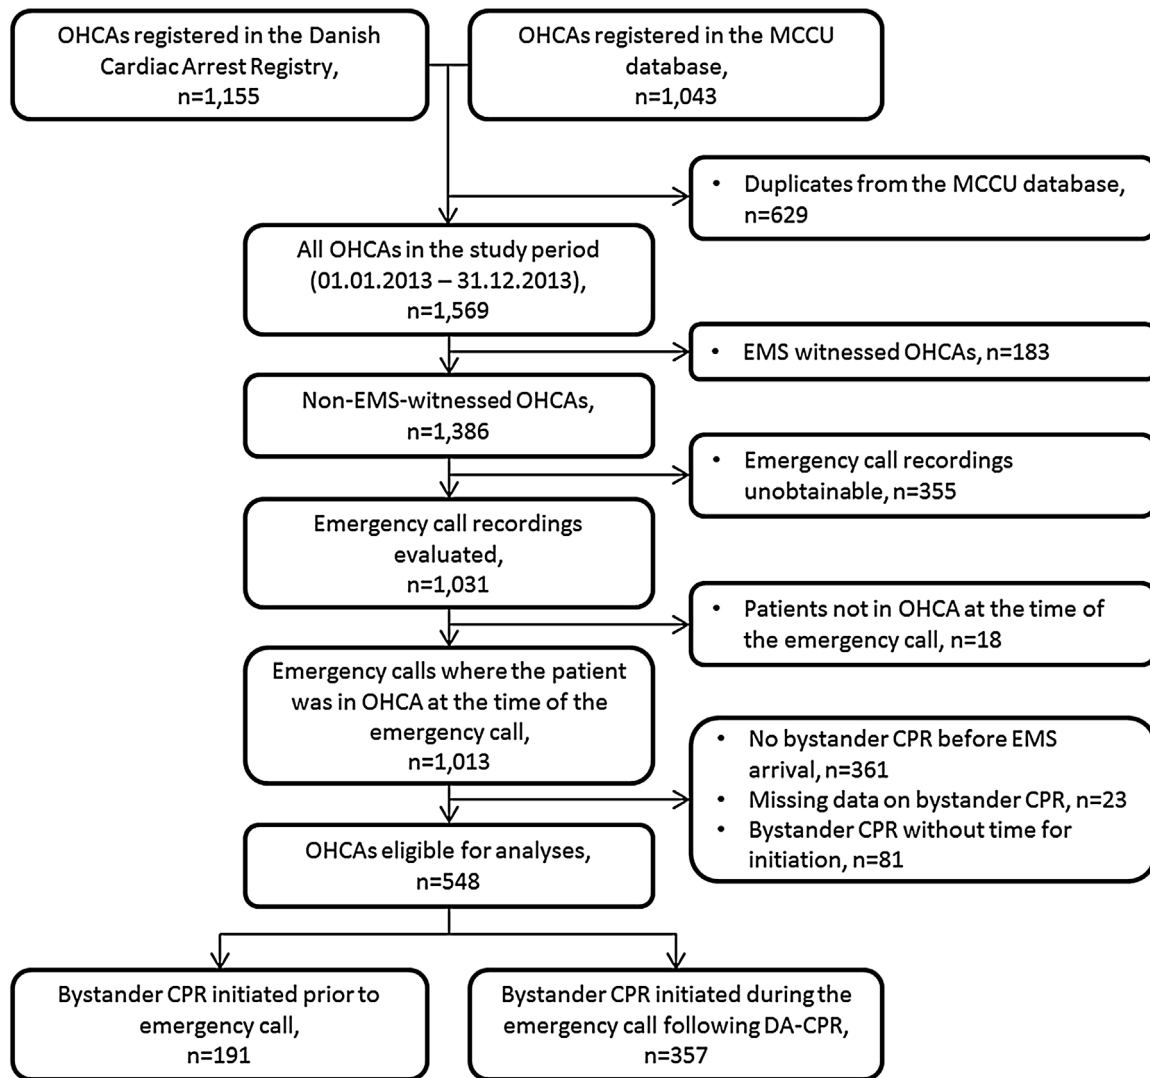 OHCAs registered in the Danish
Cardiac Arrest Registry,
n=1,155
OHCAs registered in the MCCU
database,
n=1,043
• Duplicates from the MCCU database,
n=629
All OHCAs in the study period
(01.01.2013 – 31.12.2013),
n=1,569
• EMS witnessed OHCAs, n=183
Non-EMS-witnessed OHCAs,
n=1,386
• Emergency call recordings
unobtainable, n=355
Emergency call recordings
evaluated,
n=1,031
• Patients not in OHCA at the time of
the emergency call, n=18
Emergency calls where the patient
was in OHCA at the time of the
emergency call,
n=1,013
• No bystander CPR before EMS
arrival, n=361
• Missing data on bystander CPR, n=23
• Bystander CPR without time for
initiation, n=81
OHCAs eligible for analyses,
n=548
Bystander CPR initiated prior to
emergency call,
n=191
Bystander CPR initiated during the
emergency call following DA-CPR,
n=357